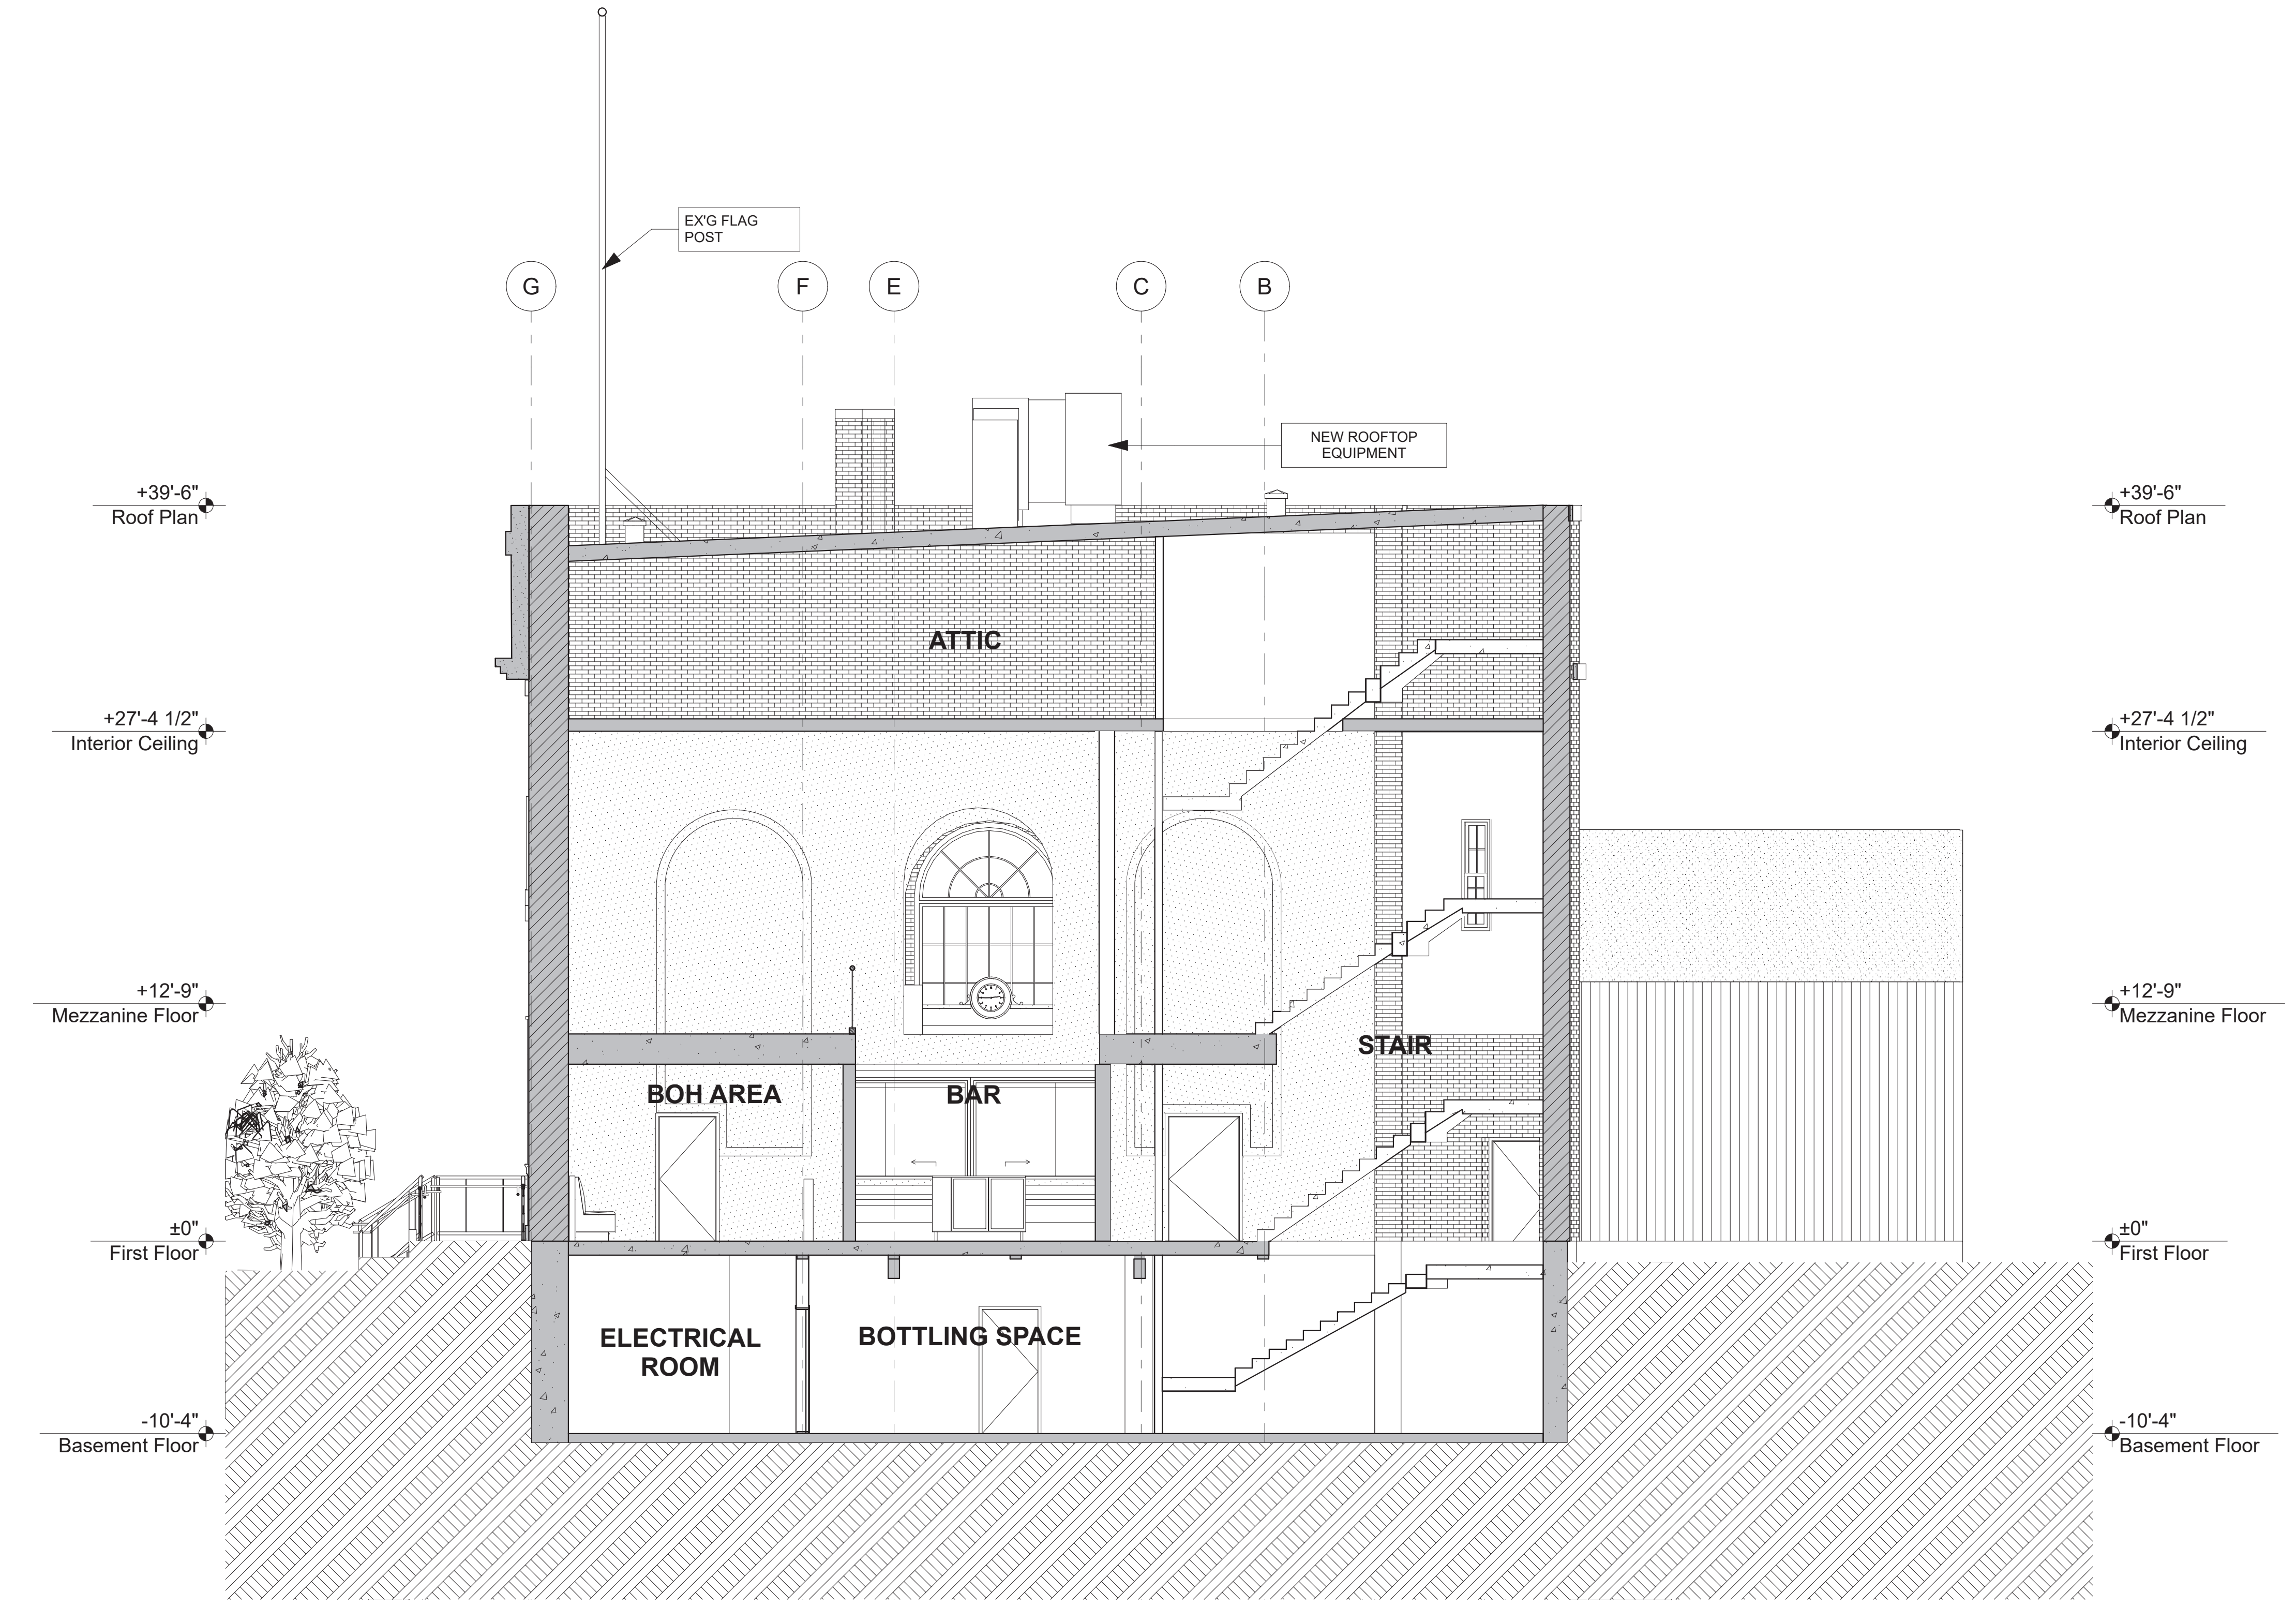 EX'G FLAG
POST
G
F
E
C
B
NEW ROOFTOP
EQUIPMENT
+39'-6"
Roof Plan
+39'-6"
Roof Plan
ATTIC
+27'-4 1/2"
Interior Ceiling
+27'-4 1/2"
Interior Ceiling
+12'-9"
Mezzanine Floor
+12'-9"
Mezzanine Floor
STAIR
BOH AREA
BAR
±0"
First Floor
±0"
First Floor
ELECTRICAL
ROOM
BOTTLING SPACE
-10'-4"
Basement Floor
-10'-4"
Basement Floor